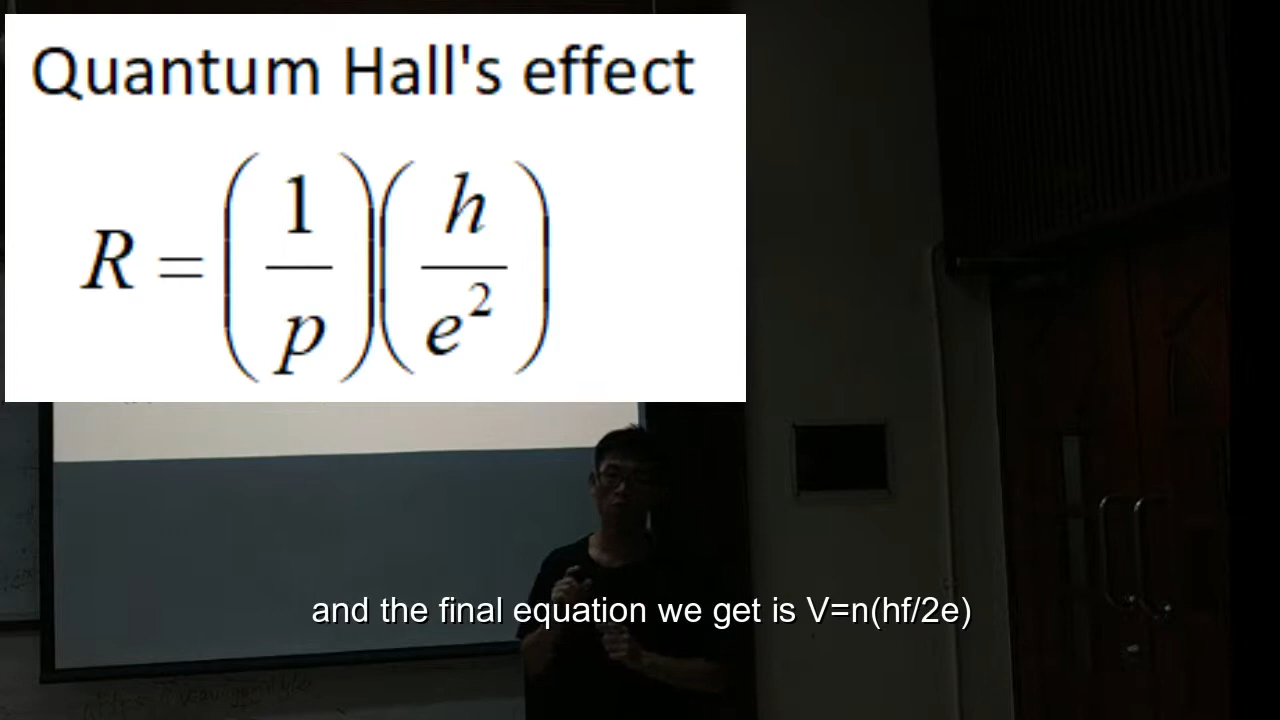 Quantum Hall's effect
R = (1/p)(h/e²)
and the final equation we get is V=n(hf/2e)